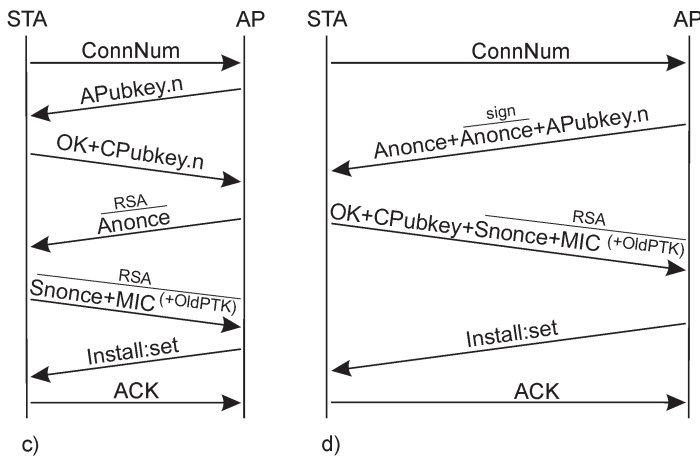 STA AP
ConnNum
APubkey.n
OK+CPubkey.n
RSA
Anonce
RSA
Snonce+MIC (+OldPTK)
Install:set
ACK
c)
STA AP
ConnNum
sign
Anonce+Anonce+APubkey.n
RSA
OK+CPubkey+Snonce+MIC (+OldPTK)
Install:set
ACK
d)